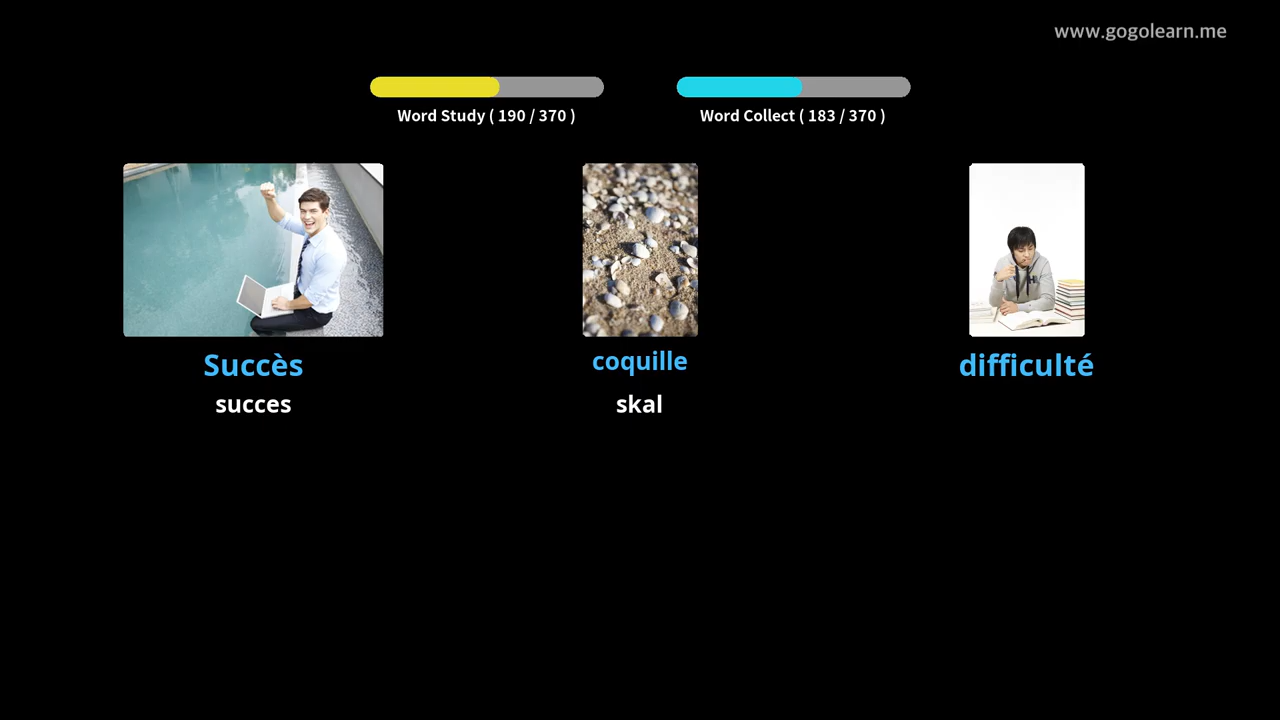 www.gogolearn.me
Word Study ( 190 / 370 )
Word Collect ( 183 / 370 )
Succès
coquille
difficulté
succes
skal